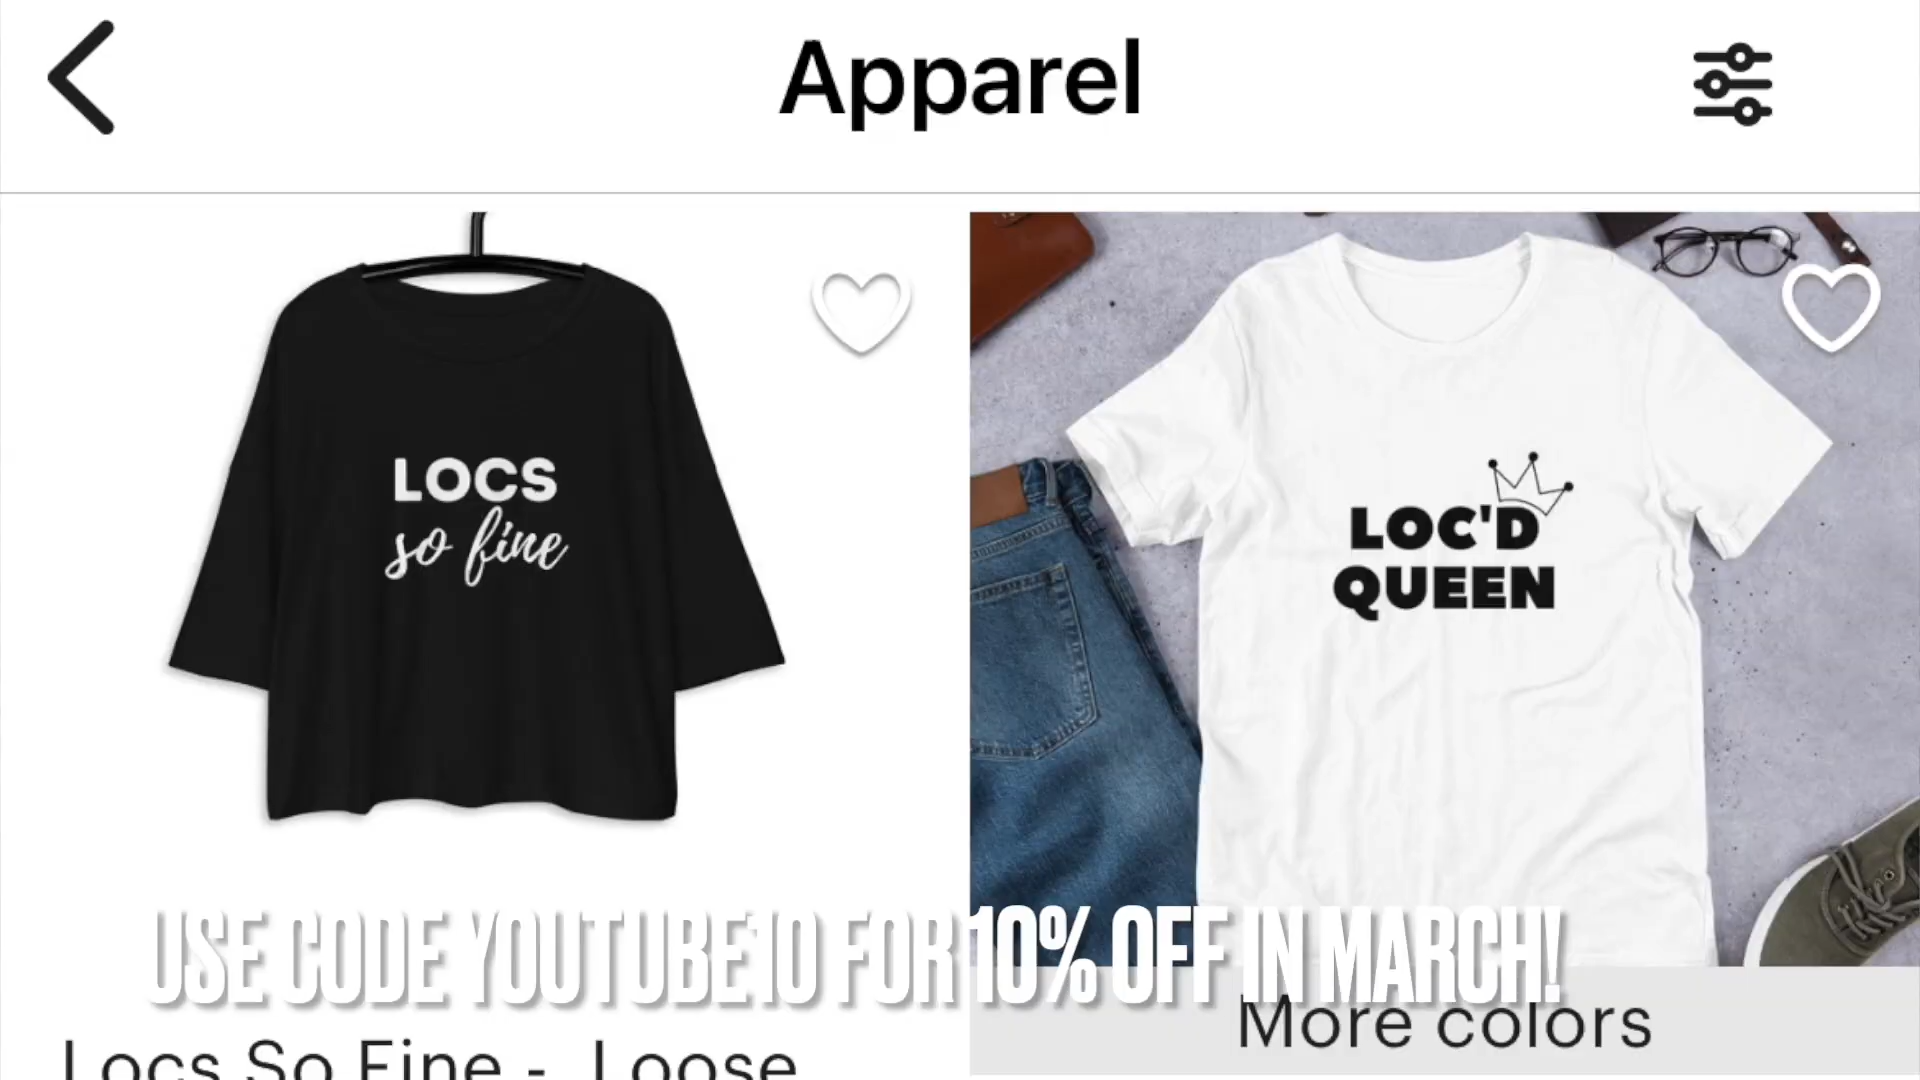 Apparel
LOCS
so fine
LOC'D
QUEEN
USE CODE YOUTUBE10 FOR 10% OFF IN MARCH!
More colors
Locs So Fine - Loose